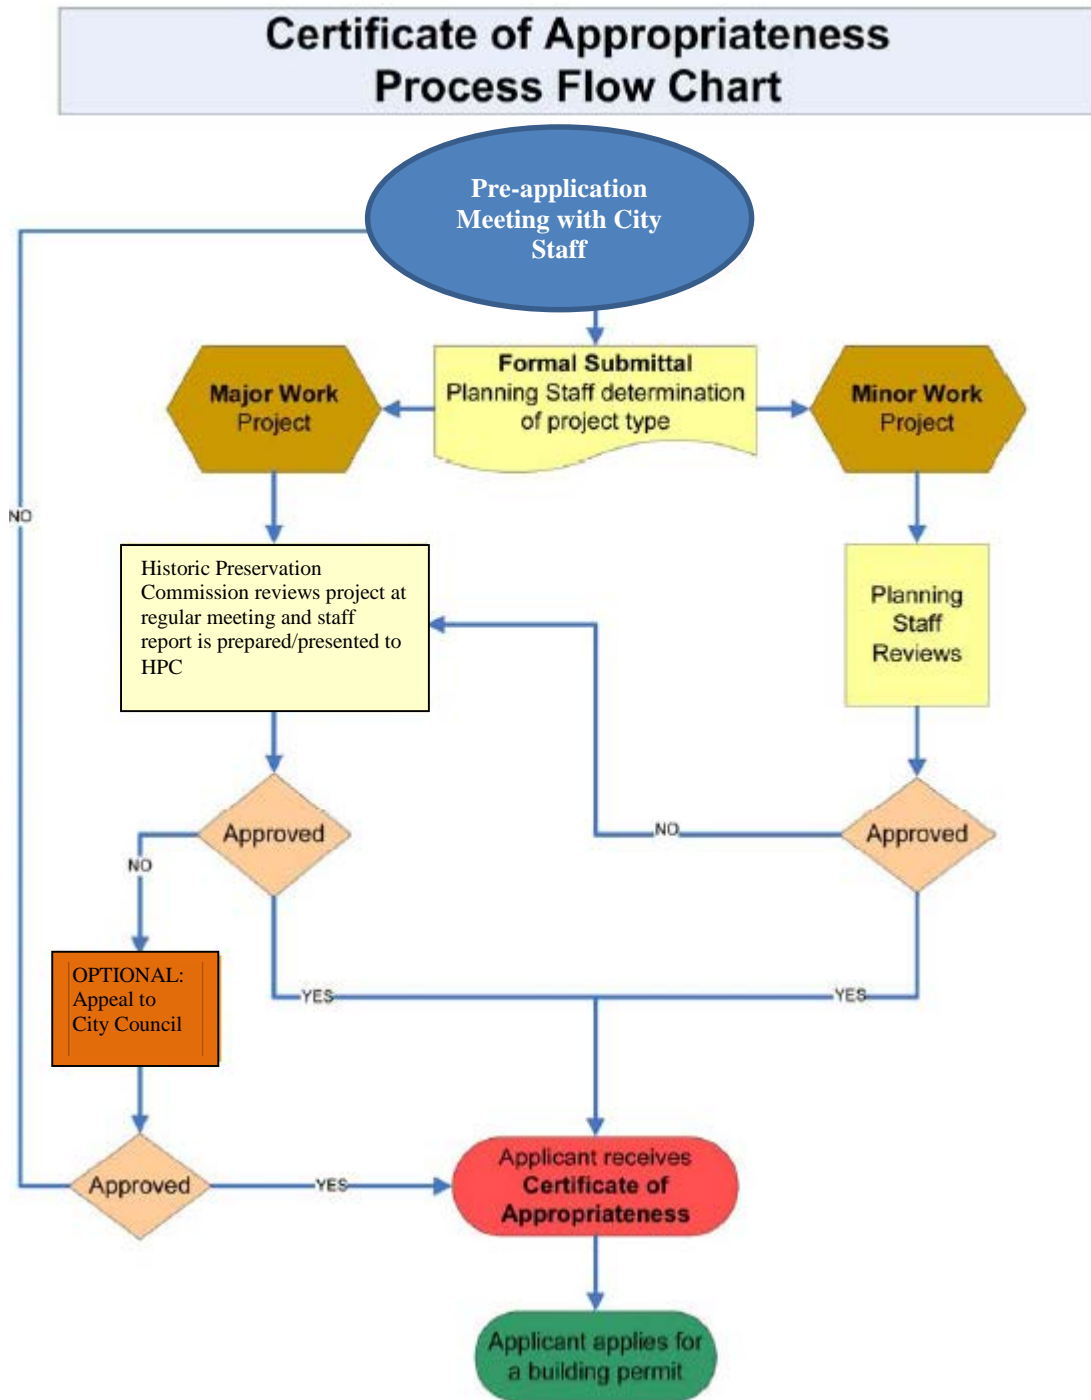 Certificate of Appropriateness
Process Flow Chart
Pre-application
Meeting with City
Staff
Formal Submittal
Planning Staff determination
of project type
Major Work
Project
Minor Work
Project
NO
Historic Preservation
Commission reviews project at
regular meeting and staff
report is prepared/presented to
HPC
Planning
Staff
Reviews
Approved
NO
Approved
NO
OPTIONAL:
Appeal to
City Council
YES
YES
Approved
YES
Applicant receives
Certificate of
Appropriateness
Applicant applies for
a building permit